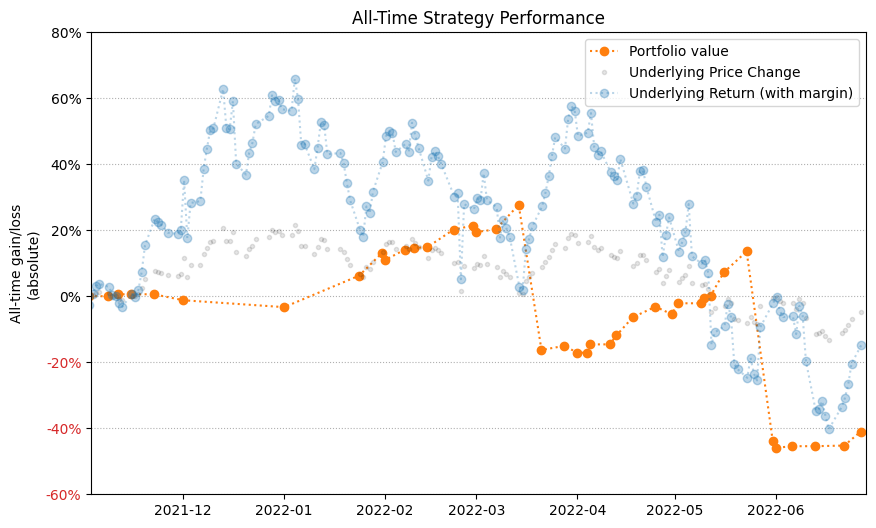 All-Time Strategy Performance
Portfolio value
Underlying Price Change
Underlying Return (with margin)
All-time gain/loss
(absolute)
80%
60%
40%
20%
0%
-20%
-40%
-60%
2021-12
2022-01
2022-02
2022-03
2022-04
2022-05
2022-06